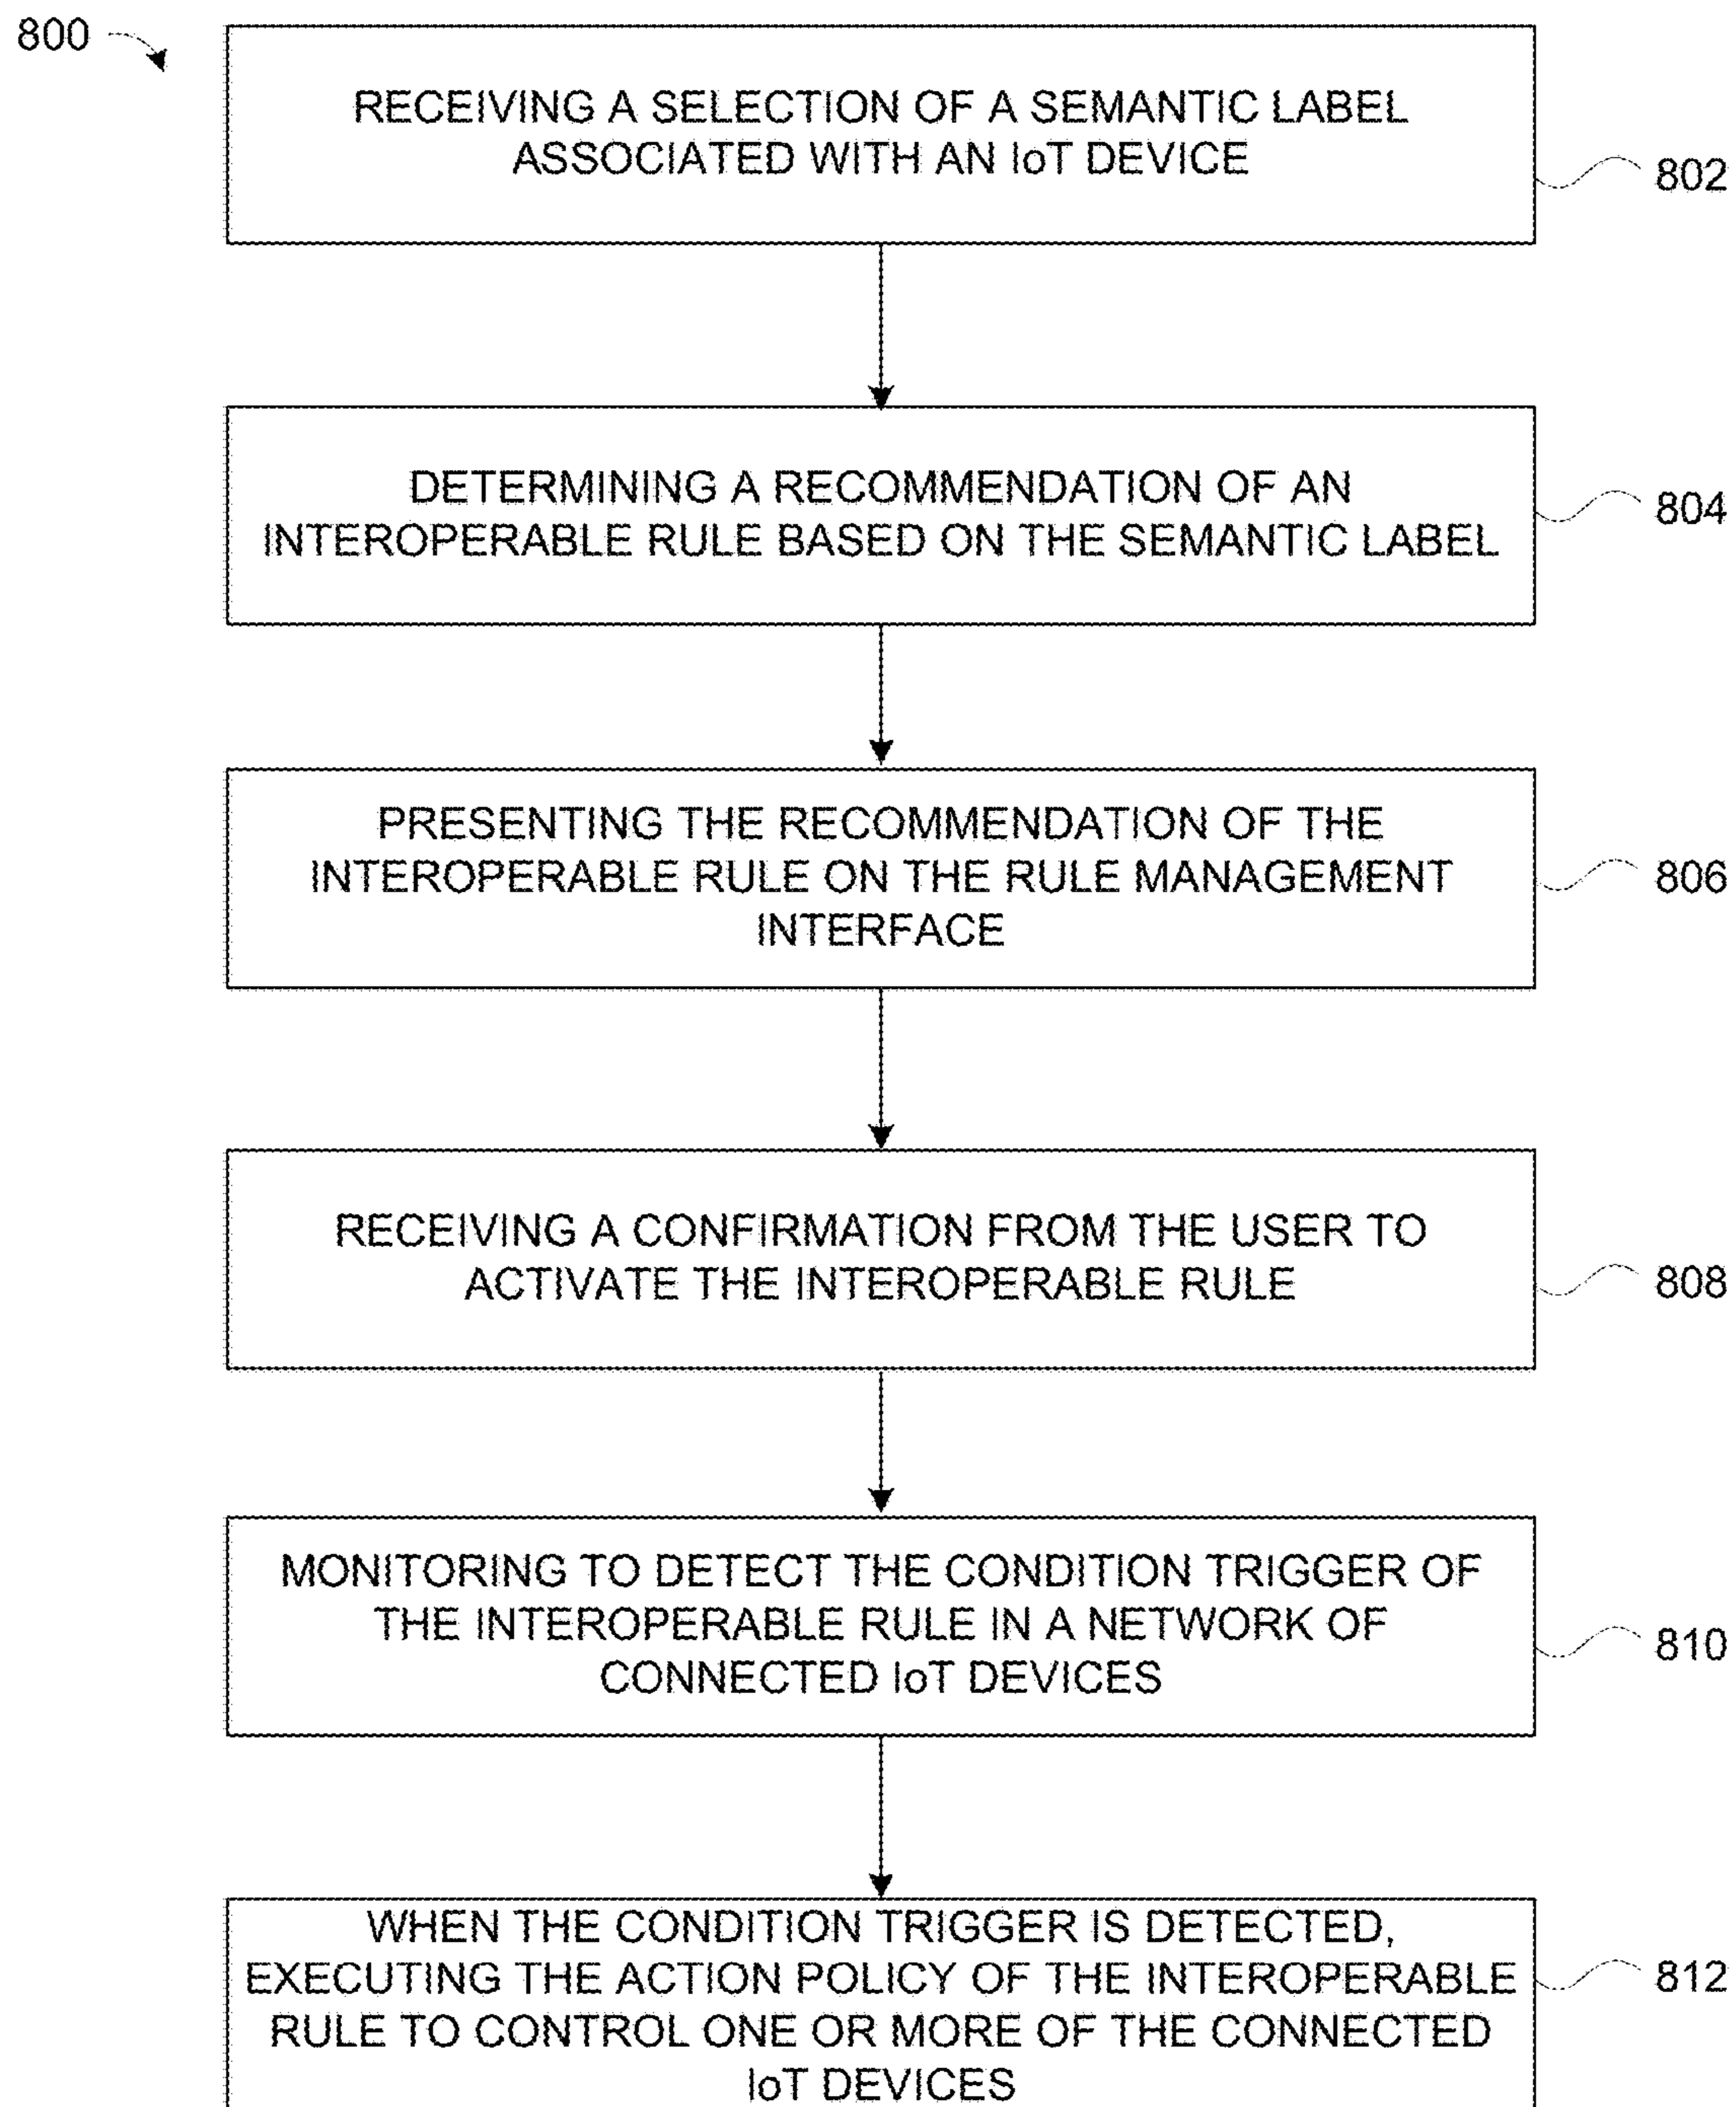 800
RECEIVING A SELECTION OF A SEMANTIC LABEL
ASSOCIATED WITH AN IoT DEVICE
802
DETERMINING A RECOMMENDATION OF AN
INTEROPERABLE RULE BASED ON THE SEMANTIC LABEL
804
PRESENTING THE RECOMMENDATION OF THE
INTEROPERABLE RULE ON THE RULE MANAGEMENT
INTERFACE
806
RECEIVING A CONFIRMATION FROM THE USER TO
ACTIVATE THE INTEROPERABLE RULE
808
MONITORING TO DETECT THE CONDITION TRIGGER OF
THE INTEROPERABLE RULE IN A NETWORK OF
CONNECTED IoT DEVICES
810
WHEN THE CONDITION TRIGGER IS DETECTED,
EXECUTING THE ACTION POLICY OF THE INTEROPERABLE
RULE TO CONTROL ONE OR MORE OF THE CONNECTED
IoT DEVICES
812